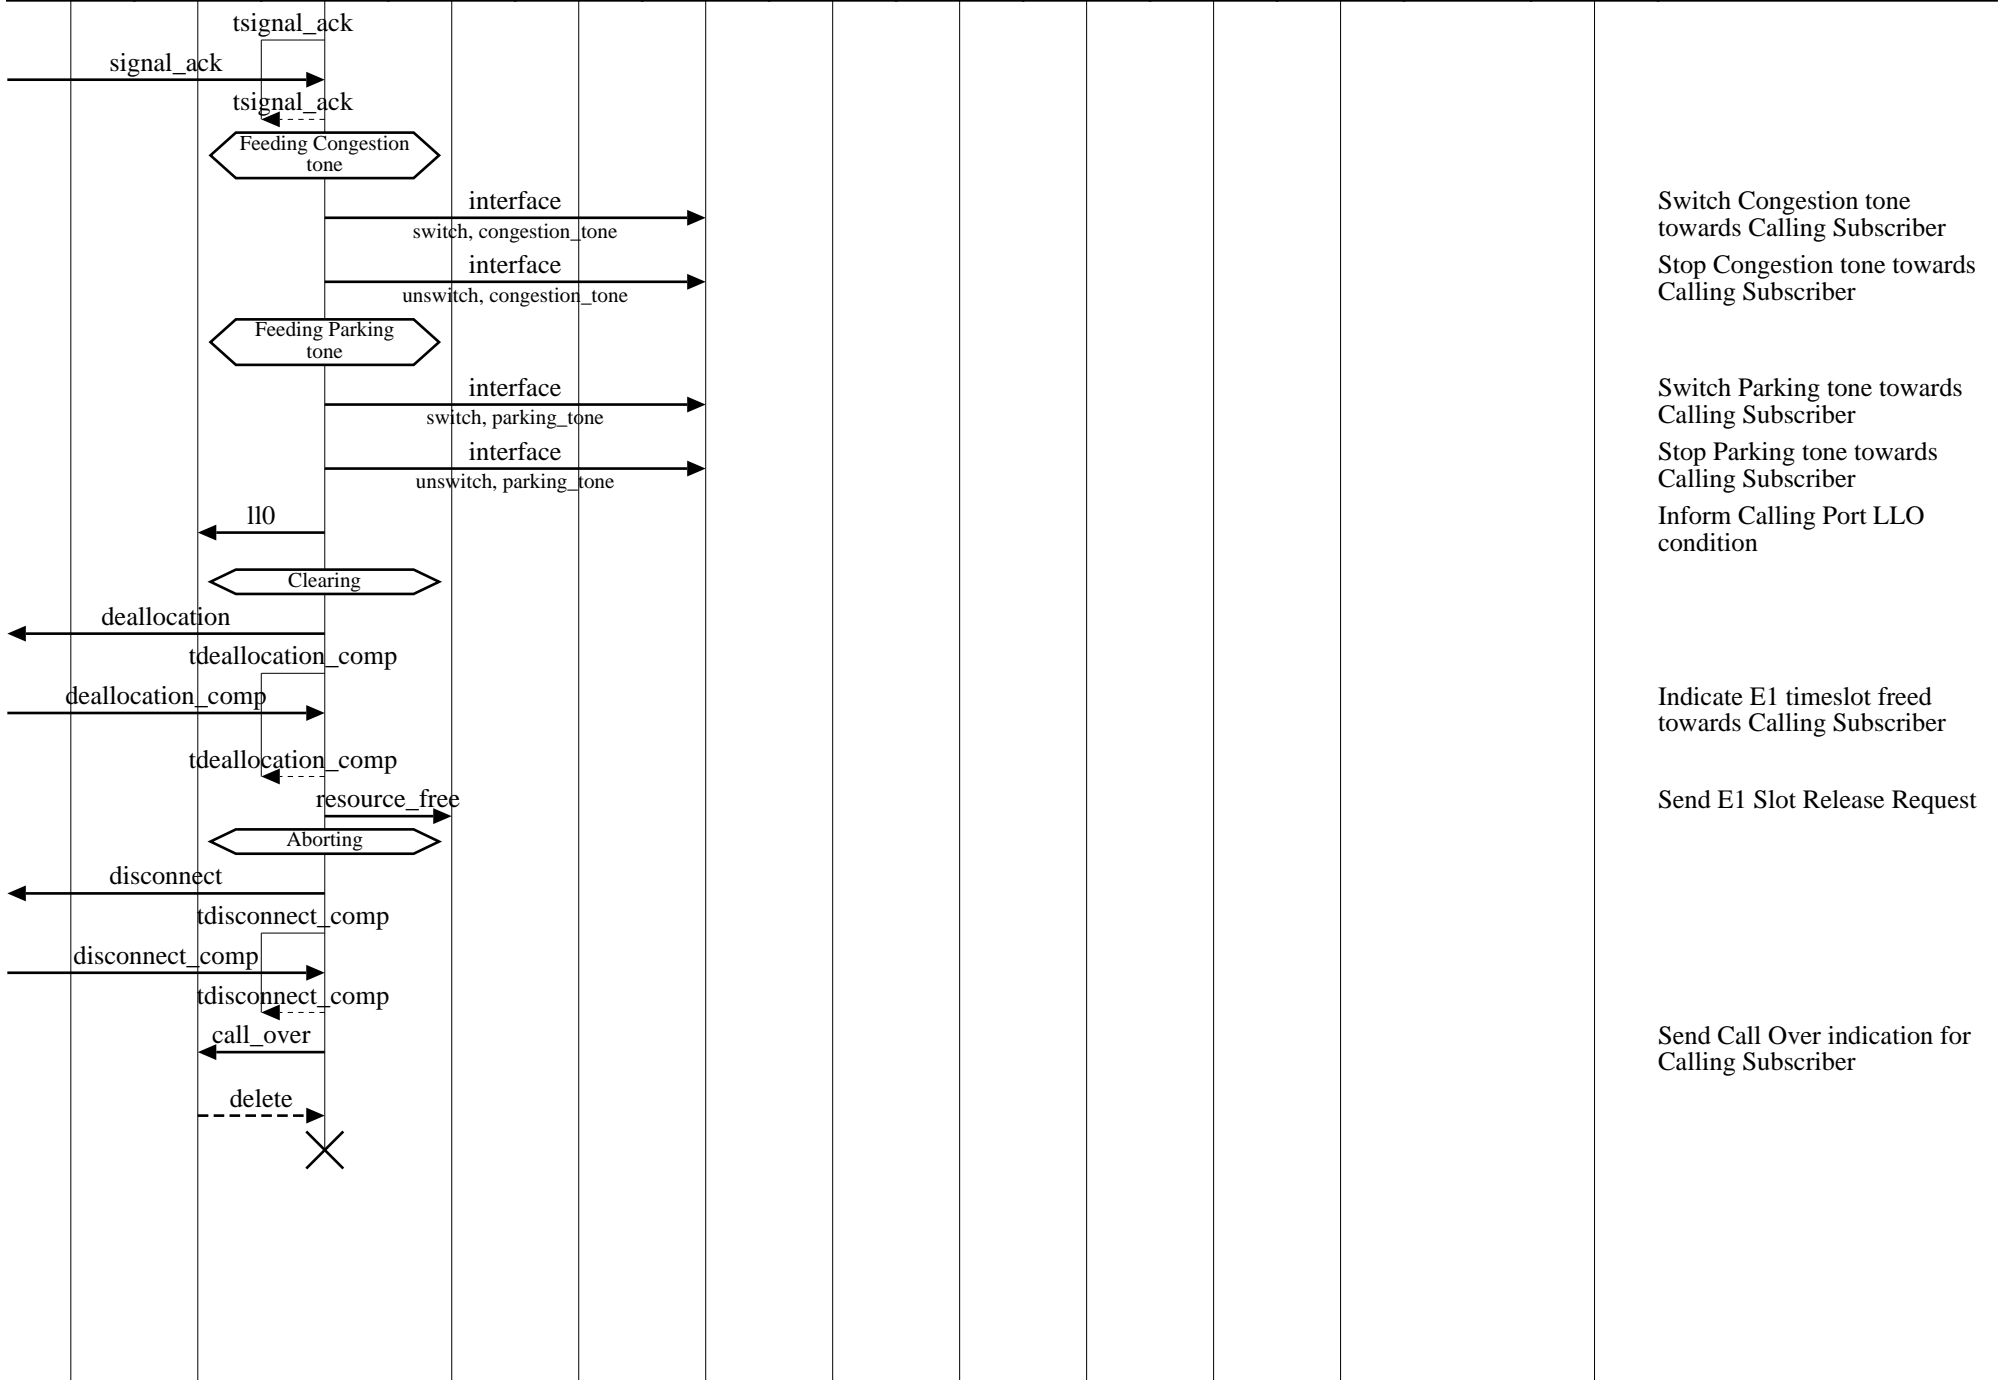 tsignal_ack
signal_ack
tsignal_ack
Feeding Congestion
tone
interface
switch, congestion_tone
Switch Congestion tone
towards Calling Subscriber
interface
unswitch, congestion_tone
Stop Congestion tone towards
Calling Subscriber
Feeding Parking
tone
interface
switch, parking_tone
Switch Parking tone towards
Calling Subscriber
interface
unswitch, parking_tone
Stop Parking tone towards
Calling Subscriber
ll0
Inform Calling Port LLO
condition
Clearing
deallocation
tdeallocation_comp
deallocation_comp
Indicate E1 timeslot freed
towards Calling Subscriber
tdeallocation_comp
resource_free
Send E1 Slot Release Request
Aborting
disconnect
tdisconnect_comp
disconnect_comp
tdisconnect_comp
call_over
Send Call Over indication for
Calling Subscriber
delete